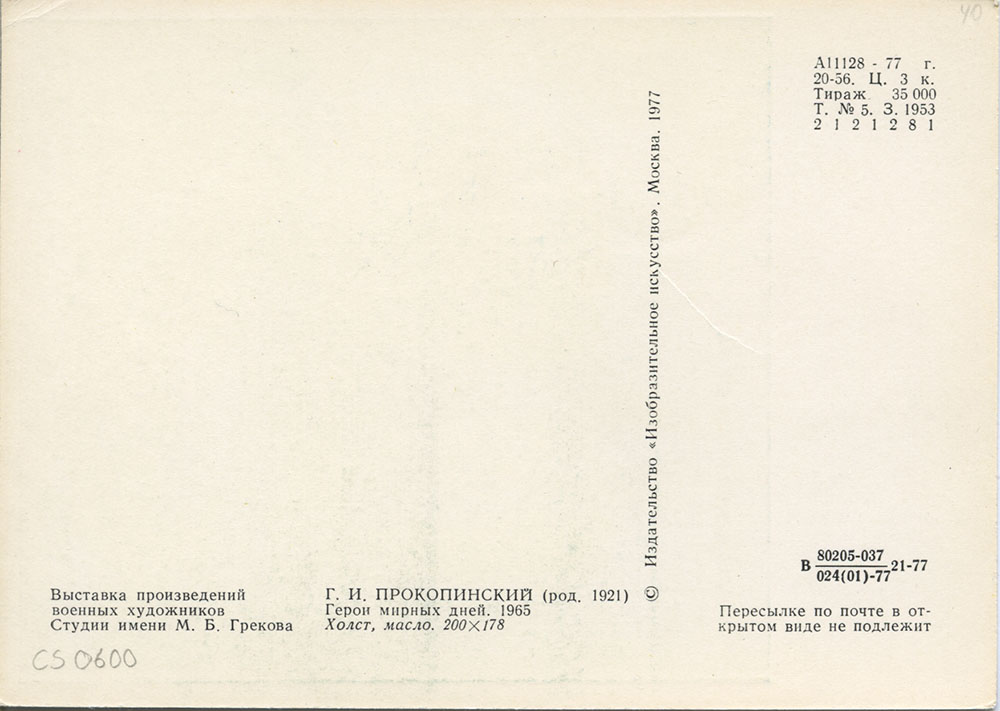 40
А11128 - 77 г.
20-56. Ц. 3 к.
Тираж 35 000
Т. № 5. З. 1953
2 1 2 1 2 8 1
© Издательство «Изобразительное искусство». Москва. 1977
В 80205-037 21-77
024(01)-77
Выставка произведений
военных художников
Студии имени М. Б. Грекова
Г. И. ПРОКОПИНСКИЙ (род. 1921)
Герои мирных дней. 1965
Холст, масло. 200×178
Пересылке по почте в от-
крытом виде не подлежит
CS 0600